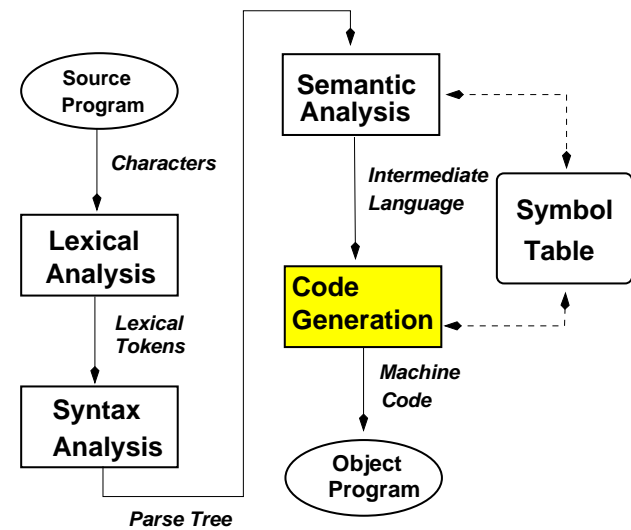 Source
Program
Characters
Lexical
Analysis
Lexical
Tokens
Syntax
Analysis
Parse Tree
Semantic
Analysis
Intermediate
Language
Symbol
Table
Code
Generation
Machine
Code
Object
Program